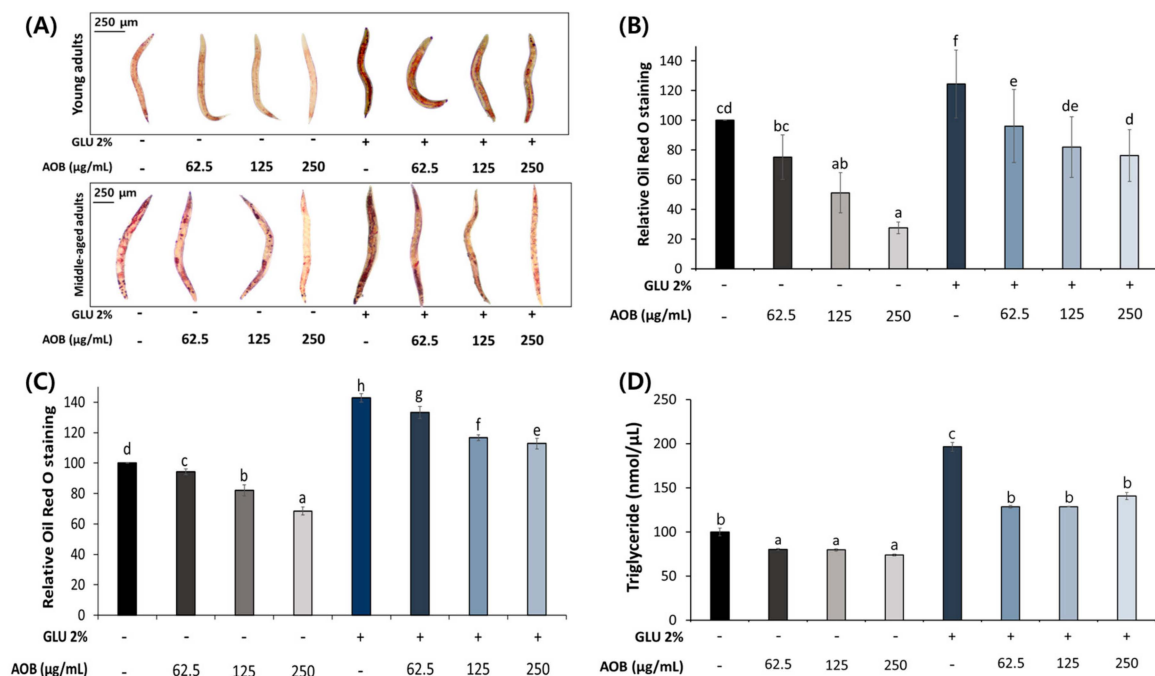 (A)
250 µm
Young adults
GLU 2% - - - - + + + +
AOB (µg/mL) - 62.5 125 250 - 62.5 125 250
250 µm
Middle-aged adults
GLU 2% - - - - + + + +
AOB (µg/mL) - 62.5 125 250 - 62.5 125 250
(B)
Relative Oil Red O staining
140
120
100
80
60
40
20
0
cd bc ab a f e de d
GLU 2% - - - - + + + +
AOB (µg/mL) - 62.5 125 250 - 62.5 125 250
(C)
Relative Oil Red O staining
140
120
100
80
60
40
20
0
d c b a h g f e
GLU 2% - - - - + + + +
AOB (µg/mL) - 62.5 125 250 - 62.5 125 250
(D)
Triglyceride (nmol/µL)
250
200
150
100
50
0
b a a a c b b b
GLU 2% - - - - + + + +
AOB (µg/mL) - 62.5 125 250 - 62.5 125 250